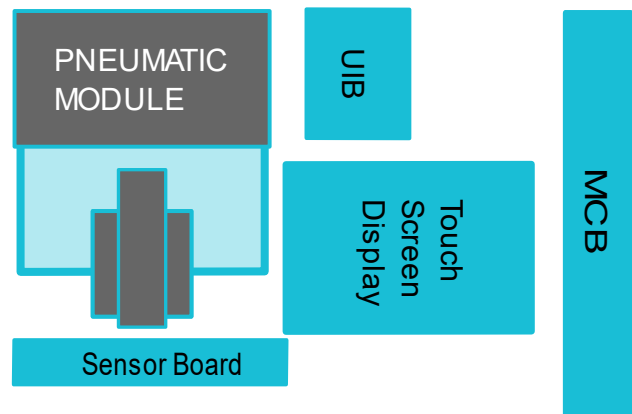 PNEUMATIC
MODULE
UIB
Touch
Screen
Display
MCB
Sensor Board